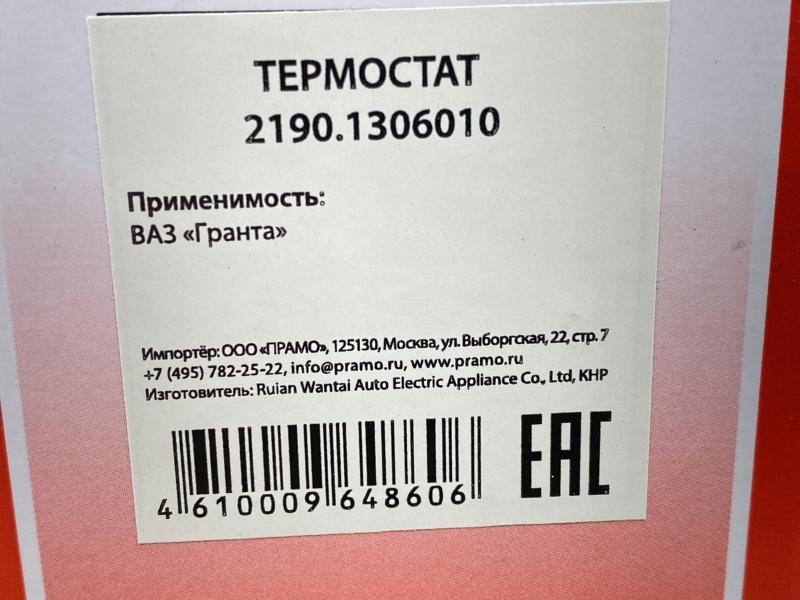 ТЕРМОСТАТ
2190.1306010
Применимость:
ВАЗ «Гранта»
Импортёр: ООО «ПРАМО», 125130, Москва, ул. Выборгская, 22, стр. 7
+7 (495) 782-25-22, info@pramo.ru, www.pramo.ru
Изготовитель: Ruian Wantai Auto Electric Appliance Co., Ltd, КНР
4 610009 648606
EAC